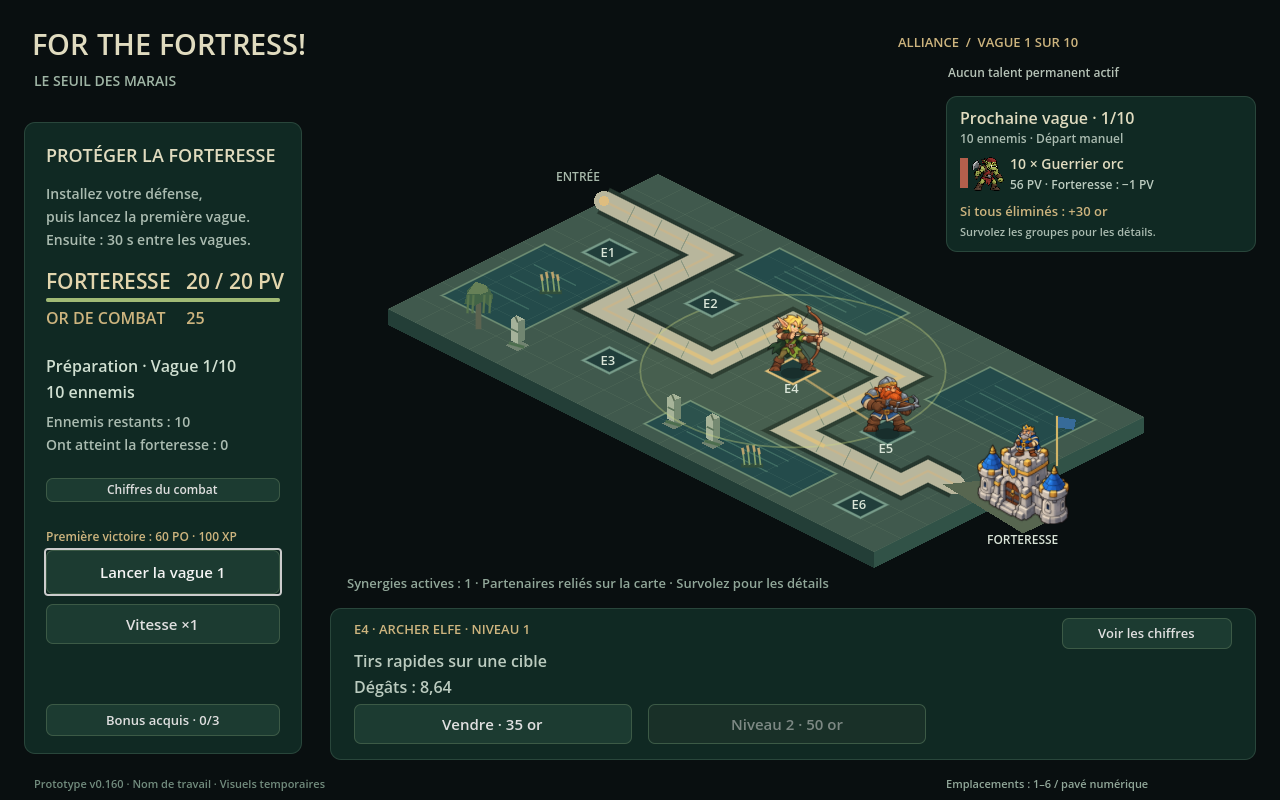 FOR THE FORTRESS!
LE SEUIL DES MARAIS
ALLIANCE / VAGUE 1 SUR 10
Aucun talent permanent actif
Prochaine vague · 1/10
10 ennemis · Départ manuel
10 × Guerrier orc
56 PV · Forteresse : −1 PV
Si tous éliminés : +30 or
Survolez les groupes pour les détails.
PROTÉGER LA FORTERESSE
Installez votre défense,
puis lancez la première vague.
Ensuite : 30 s entre les vagues.
FORTERESSE 20 / 20 PV
OR DE COMBAT 25
Préparation · Vague 1/10
10 ennemis
Ennemis restants : 10
Ont atteint la forteresse : 0
Chiffres du combat
Première victoire : 60 PO · 100 XP
Lancer la vague 1
Vitesse ×1
Bonus acquis · 0/3
ENTRÉE
E1
E2
E3
E4
E5
E6
FORTERESSE
Synergies actives : 1 · Partenaires reliés sur la carte · Survolez pour les détails
E4 · ARCHER ELFE · NIVEAU 1
Voir les chiffres
Tirs rapides sur une cible
Dégâts : 8,64
Vendre · 35 or
Niveau 2 · 50 or
Prototype v0.160 · Nom de travail · Visuels temporaires
Emplacements : 1–6 / pavé numérique